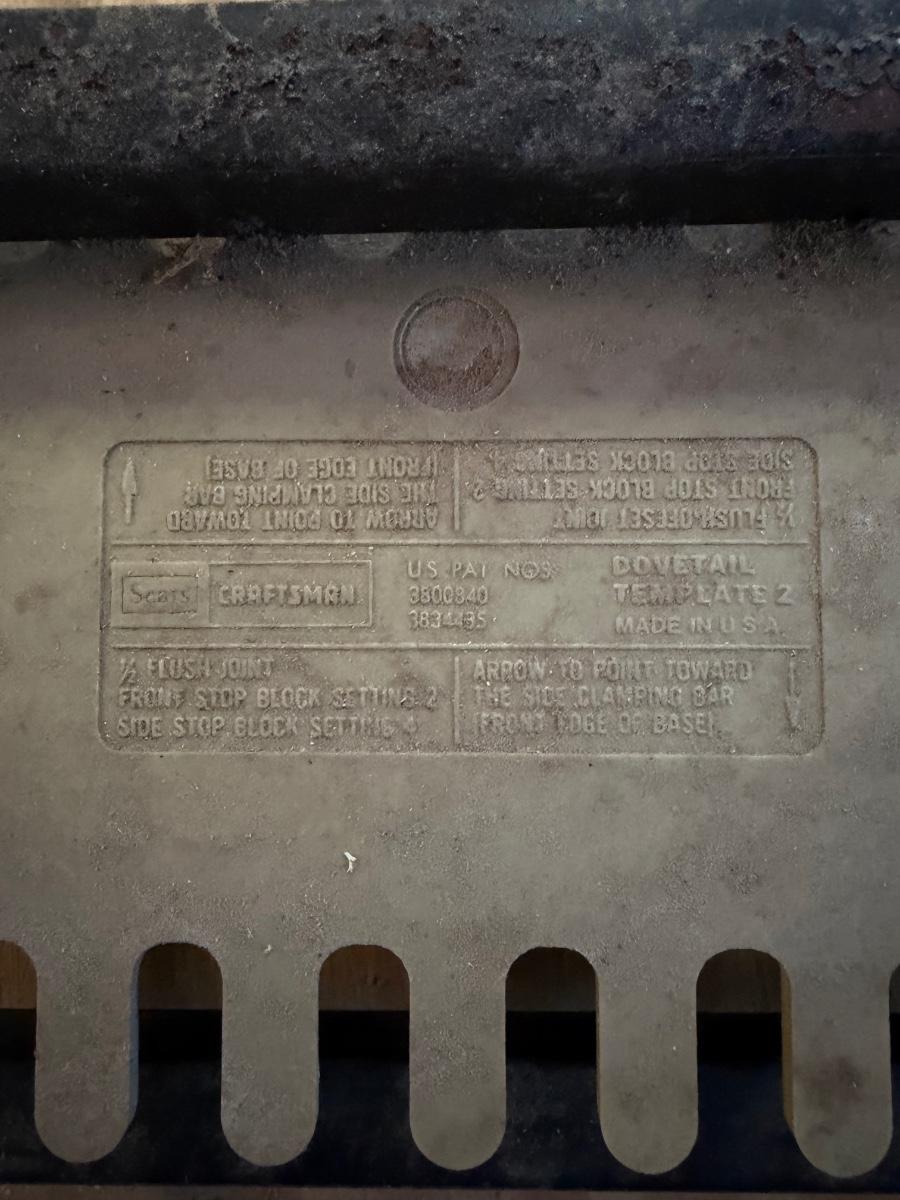 ½ FLUSH-OFFSET JOINT
FRONT STOP BLOCK SETTING 2
SIDE STOP BLOCK SETTING 4
ARROW TO POINT TOWARD
THE SIDE CLAMPING BAR
(FRONT EDGE OF BASE)
Sears CRAFTSMAN
U.S. PAT. NOS.
3800840
3834435
DOVETAIL
TEMPLATE 2
MADE IN U.S.A.
½ FLUSH JOINT
FRONT STOP BLOCK SETTING 2
SIDE STOP BLOCK SETTING 4
ARROW TO POINT TOWARD
THE SIDE CLAMPING BAR
(FRONT EDGE OF BASE)